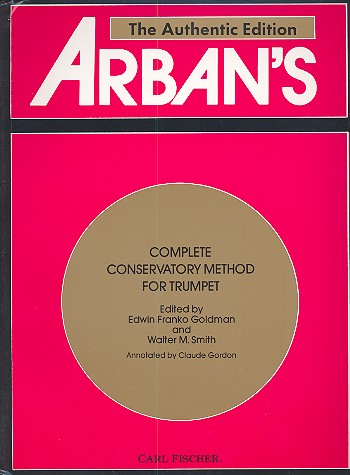 The Authentic Edition
ARBAN'S
COMPLETE
CONSERVATORY METHOD
FOR TRUMPET
Edited by
Edwin Franko Goldman
and
Walter M. Smith
Annotated by Claude Gordon
CARL FISCHER